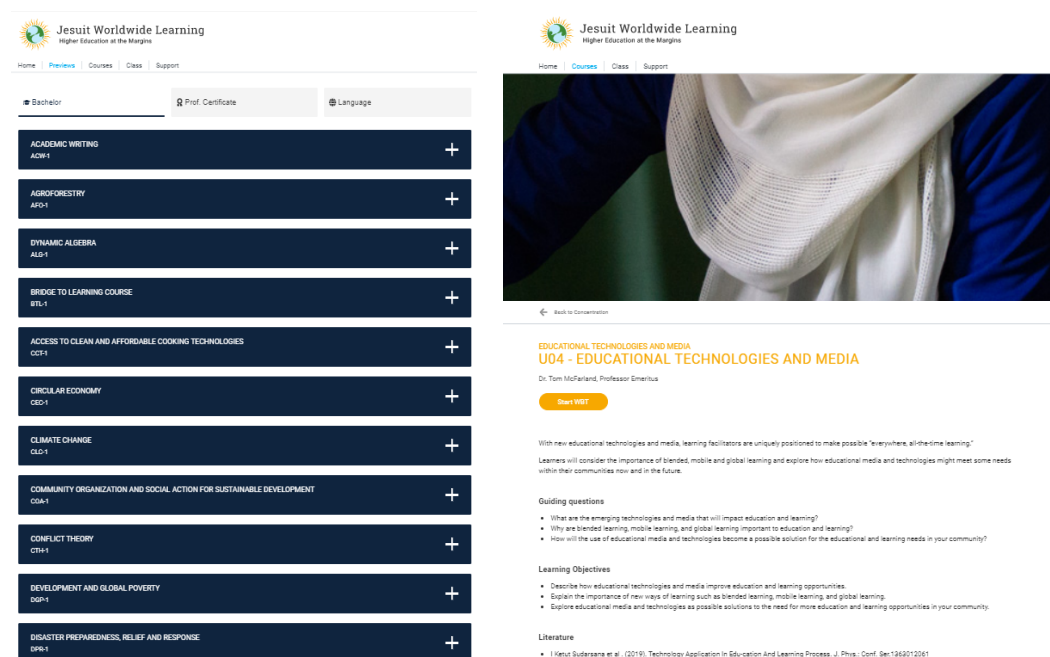 Jesuit Worldwide Learning
Higher Education at the Margins
Home Previews Courses Class Support
Bachelor
Prof. Certificate
Language
ACADEMIC WRITING
ACW-1
AGROFORESTRY
AFO-1
DYNAMIC ALGEBRA
ALG-1
BRIDGE TO LEARNING COURSE
BTL-1
ACCESS TO CLEAN AND AFFORDABLE COOKING TECHNOLOGIES
CCT-1
CIRCULAR ECONOMY
CEC-1
CLIMATE CHANGE
CLC-1
COMMUNITY ORGANIZATION AND SOCIAL ACTION FOR SUSTAINABLE DEVELOPMENT
COA-1
CONFLICT THEORY
CTH-1
DEVELOPMENT AND GLOBAL POVERTY
DGP-1
DISASTER PREPAREDNESS, RELIEF AND RESPONSE
DPR-1
Jesuit Worldwide Learning
Higher Education at the Margins
Home Courses Class Support
Back to Concentration
EDUCATIONAL TECHNOLOGIES AND MEDIA
U04 - EDUCATIONAL TECHNOLOGIES AND MEDIA
Dr. Tom McFarland, Professor Emeritus
Start WBT
With new educational technologies and media, learning facilitators are uniquely positioned to make possible "everywhere, all-the-time learning."
Learners will consider the importance of blended, mobile and global learning and explore how educational media and technologies might meet some needs
within their communities now and in the future.
Guiding questions
• What are the emerging technologies and media that will impact education and learning?
• Why are blended learning, mobile learning, and global learning important to education and learning?
• How will the use of educational media and technologies become a possible solution for the educational and learning needs in your community?
Learning Objectives
• Describe how educational technologies and media improve education and learning opportunities.
• Explain the importance of new ways of learning such as blended learning, mobile learning, and global learning.
• Explore educational media and technologies as possible solutions to the need for more education and learning opportunities in your community.
Literature
• I Ketut Sudarsana et al . (2019). Technology Application In Edu-cation And Learning Process. J. Phys.: Conf. Ser.1363012061